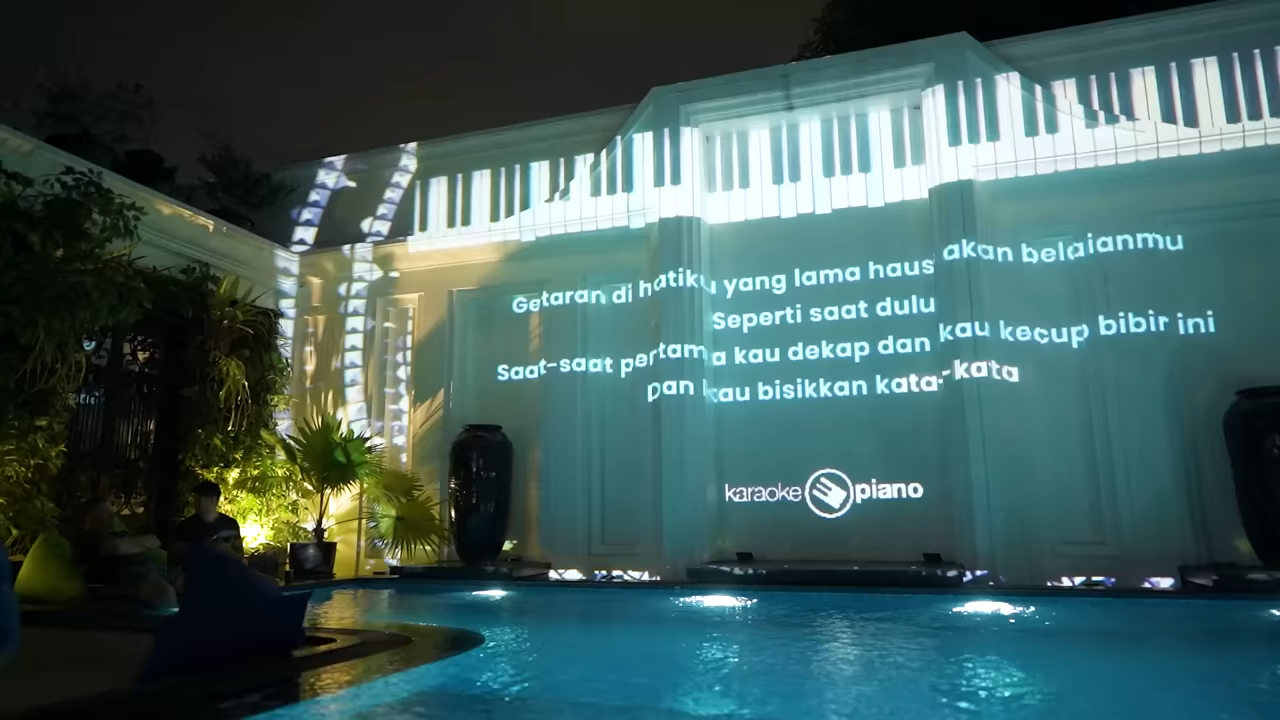 Getaran di hatiku yang lama haus akan belaianmu
Seperti saat dulu
Saat-saat pertama kau dekap dan kau kecup bibir ini
Dan kau bisikkan kata-kata
karaoke piano